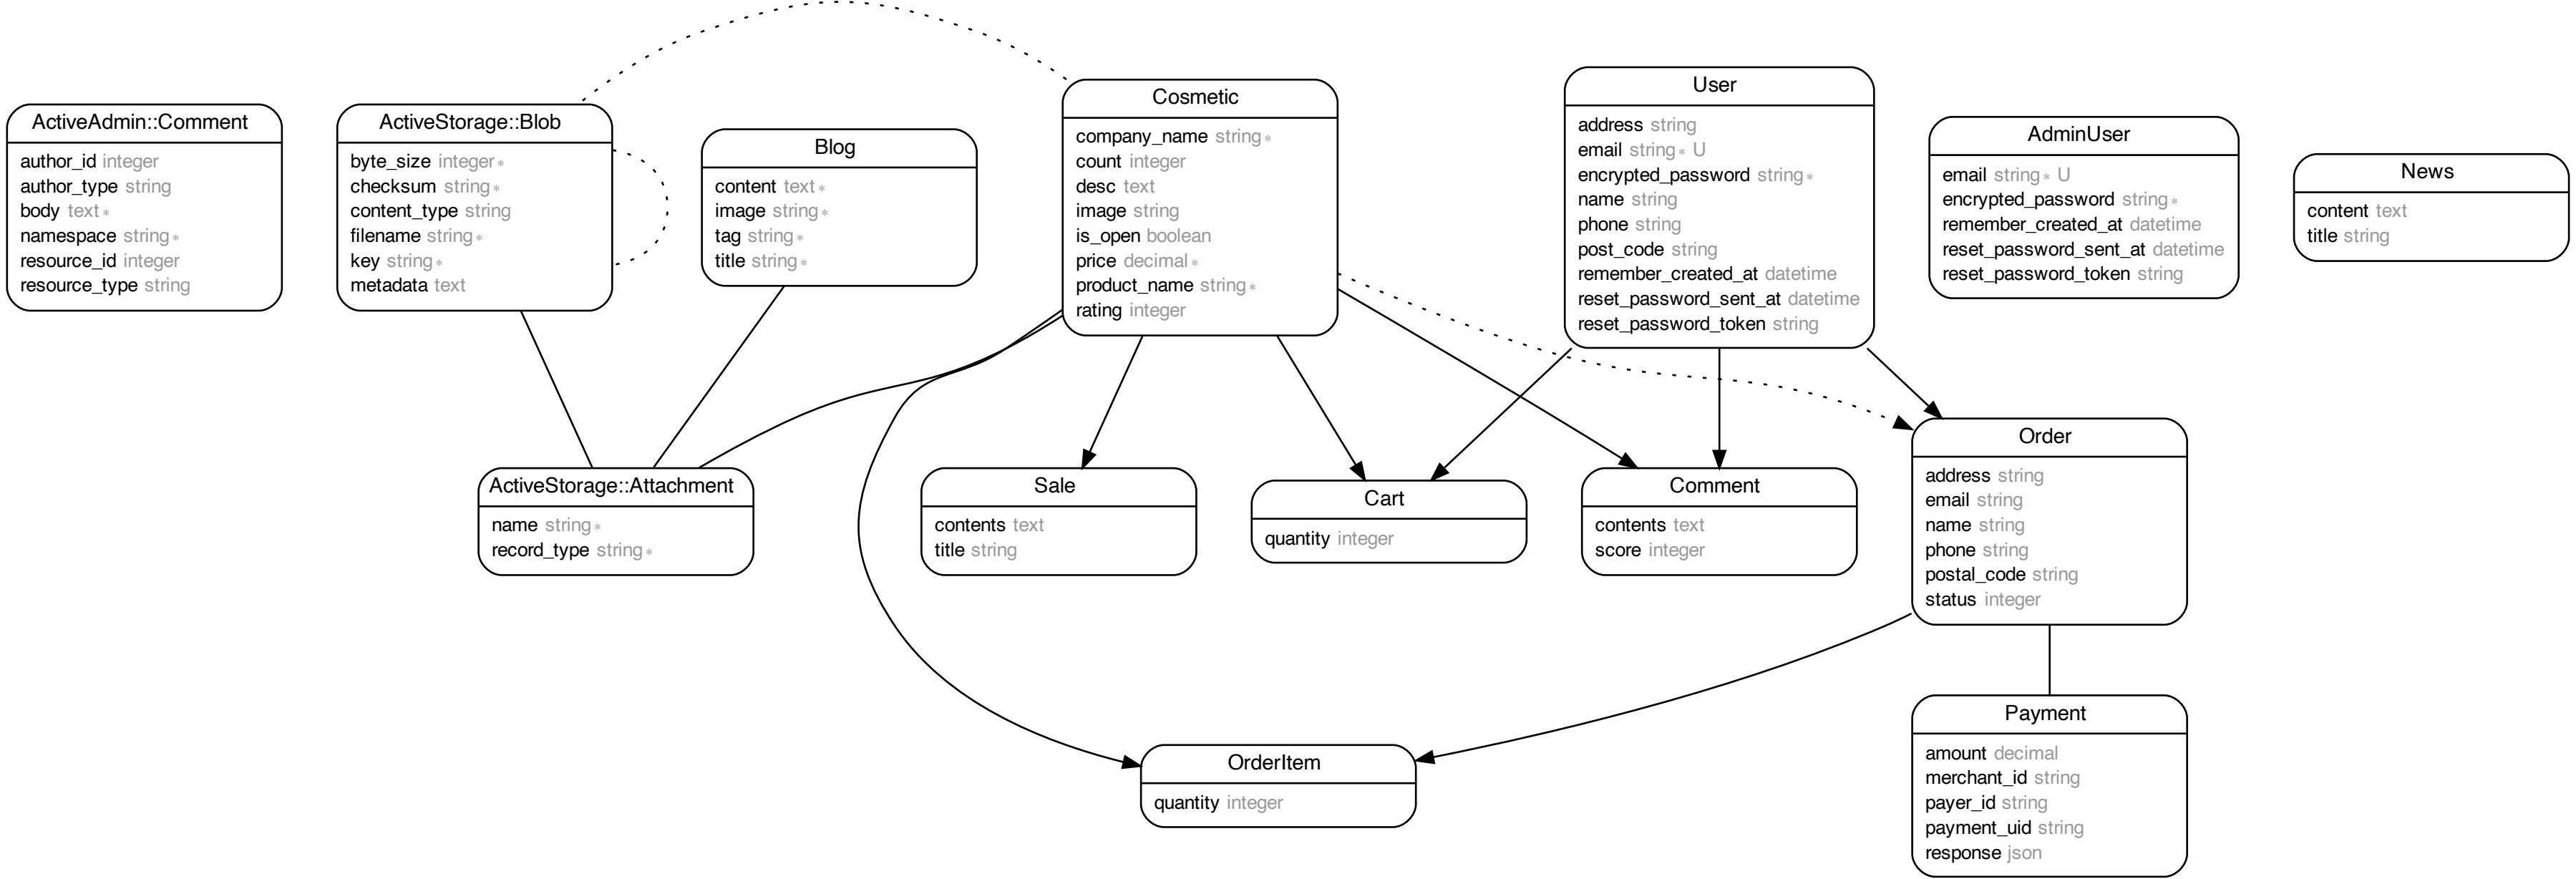 ActiveAdmin::Comment
author_id integer
author_type string
body text *
namespace string *
resource_id integer
resource_type string
ActiveStorage::Blob
byte_size integer *
checksum string *
content_type string
filename string *
key string *
metadata text
Blog
content text *
image string *
tag string *
title string *
Cosmetic
company_name string *
count integer
desc text
image string
is_open boolean
price decimal *
product_name string *
rating integer
User
address string
email string * U
encrypted_password string *
name string
phone string
post_code string
remember_created_at datetime
reset_password_sent_at datetime
reset_password_token string
AdminUser
email string * U
encrypted_password string *
remember_created_at datetime
reset_password_sent_at datetime
reset_password_token string
News
content text
title string
ActiveStorage::Attachment
name string *
record_type string *
Sale
contents text
title string
Cart
quantity integer
Comment
contents text
score integer
Order
address string
email string
name string
phone string
postal_code string
status integer
OrderItem
quantity integer
Payment
amount decimal
merchant_id string
payer_id string
payment_uid string
response json